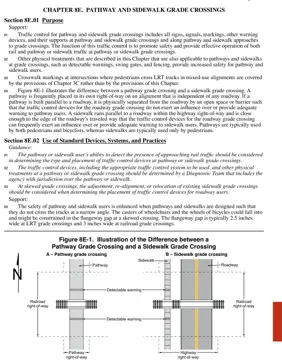 CHAPTER 8E. PATHWAY AND SIDEWALK GRADE CROSSINGS
Section 8E.01 Purpose
Support:
01 Traffic control for pathway and sidewalk grade crossings includes all signs, signals, markings, other warning
devices, and their supports at pathway and sidewalk grade crossings and along pathway and sidewalk approaches
to grade crossings. The function of this traffic control is to promote safety and provide effective operation of both
rail and pathway or sidewalk traffic at pathway or sidewalk grade crossings.
02 Other physical treatments that are described in this Chapter that are also applicable to pathways and sidewalks
at grade crossings, such as detectable warnings, swing gates, and fencing, provide increased safety for pathway and
sidewalk users.
03 Crosswalk markings at intersections where pedestrians cross LRT tracks in mixed-use alignments are covered
by the provisions of Chapter 3C rather than by the provisions of this Chapter.
04 Figure 8E-1 illustrates the difference between a pathway grade crossing and a sidewalk grade crossing. A
pathway is frequently placed in its own right-of-way on an alignment that is independent of any roadway. If a
pathway is built parallel to a roadway, it is physically separated from the roadway by an open space or barrier such
that the traffic control devices for the roadway grade crossing do not exert an influence over or provide adequate
warning to pathway users. A sidewalk runs parallel to a roadway within the highway right-of-way and is close
enough to the edge of the roadway's traveled way that the traffic control devices for the roadway grade crossing
can frequently exert an influence over or provide adequate warning to sidewalk users. Pathways are typically used
by both pedestrians and bicyclists, whereas sidewalks are typically used only by pedestrians.
Section 8E.02 Use of Standard Devices, Systems, and Practices
Guidance:
01 The pathway or sidewalk user's ability to detect the presence of approaching rail traffic should be considered
in determining the type and placement of traffic control devices at pathway or sidewalk grade crossings.
02 The traffic control devices, including the appropriate traffic control system to be used, and other physical
treatments at a pathway or sidewalk grade crossing should be determined by a Diagnostic Team that includes the
agency with jurisdiction over the pathway or sidewalk.
03 At skewed grade crossings, the adjustment, re-alignment, or relocation of existing sidewalk grade crossings
should be considered when determining the placement of traffic control devices for roadway users.
Support:
04 The safety of pathway and sidewalk users is enhanced when pathways and sidewalks are designed such that
they do not cross the tracks at a narrow angle. The casters of wheelchairs and the wheels of bicycles could fall into
and might be constrained in the flangeway gap at a skewed crossing. The flangeway gap is typically 2.5 inches
wide at LRT grade crossings and 3 inches wide at railroad grade crossings.
Figure 8E-1. Illustration of the Difference between a
Pathway Grade Crossing and a Sidewalk Grade Crossing
A – Pathway grade crossing
B – Sidewalk grade crossing
Sidewalk
N
Pathway
Roadway
Detectable warning
Railroad
right-of-way
Railroad
right-of-way
Detectable warning
Pathway
right-of-way
Highway
right-of-way